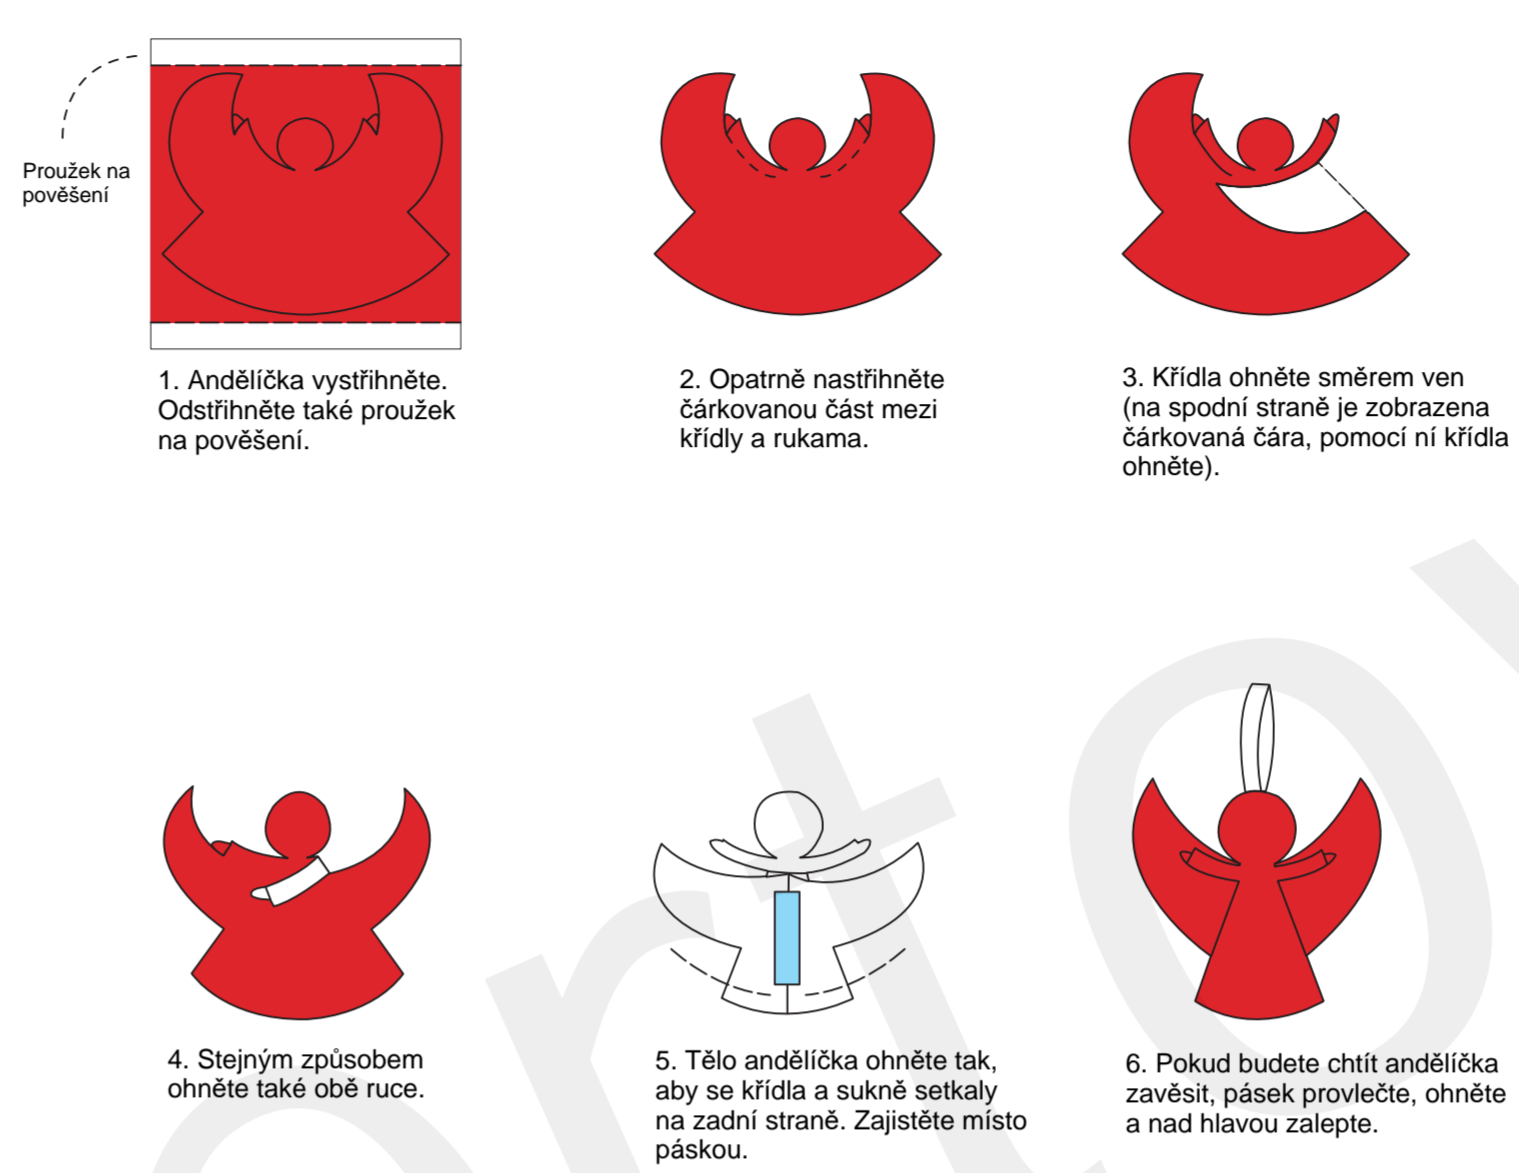 Proužek na
pověšení
1. Andělíčka vystřihněte.
Odstřihněte také proužek
na pověšení.
2. Opatrně nastřihněte
čárkovanou část mezi
křídly a rukama.
3. Křídla ohněte směrem ven
(na spodní straně je zobrazena
čárkovaná čára, pomocí ní křídla
ohněte).
4. Stejným způsobem
ohněte také obě ruce.
5. Tělo andělíčka ohněte tak,
aby se křídla a sukně setkaly
na zadní straně. Zajistěte místo
páskou.
6. Pokud budete chtít andělíčka
zavěsit, pásek provlečte, ohněte
a nad hlavou zalepte.